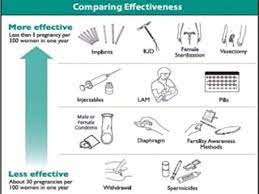 Comparing Effectiveness
More effective
Less than 1 pregnancy per
100 women in one year
Implants
IUD
Female
Sterilization
Vasectomy
Injectables
LAM
Pills
Male or
Female
Condoms
Diaphragm
Fertility Awareness
Methods
Less effective
About 30 pregnancies per
100 women in one year
Withdrawal
Spermicides